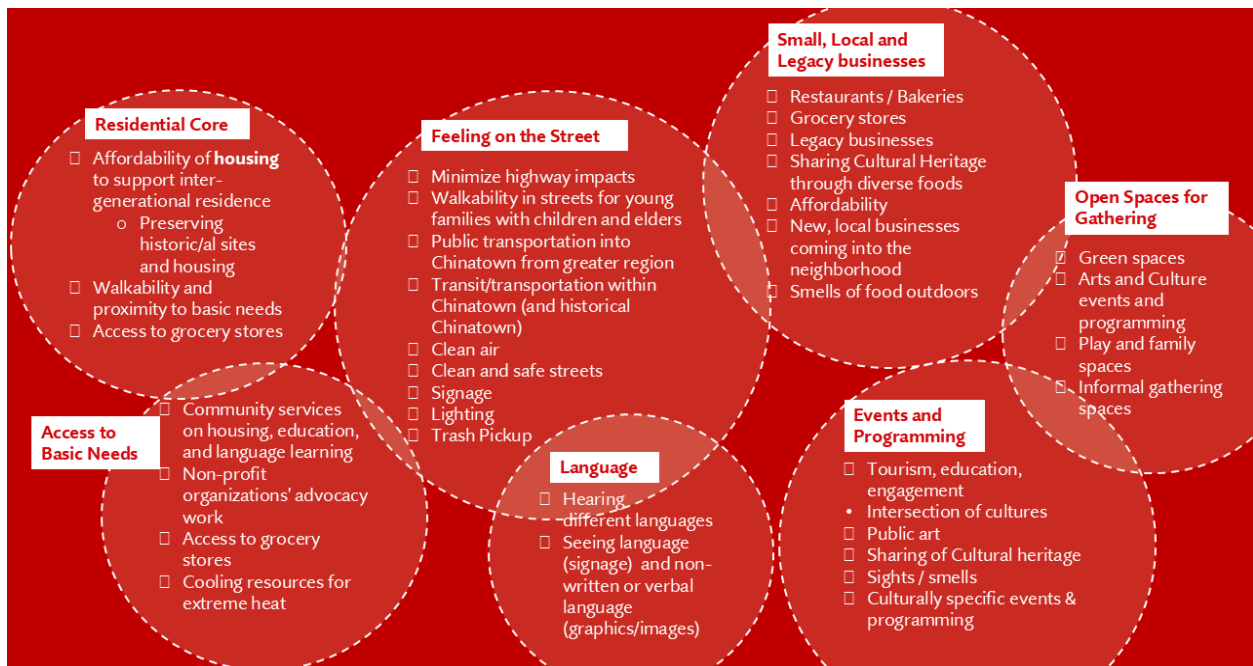 Residential Core
☐ Affordability of housing
to support inter-
generational residence
o Preserving
historic/al sites
and housing
☐ Walkability and
proximity to basic needs
☐ Access to grocery stores
Access to
Basic Needs
☐ Community services
on housing, education,
and language learning
☐ Non-profit
organizations' advocacy
work
☐ Access to grocery
stores
☐ Cooling resources for
extreme heat
Feeling on the Street
☐ Minimize highway impacts
☐ Walkability in streets for young
families with children and elders
☐ Public transportation into
Chinatown from greater region
☐ Transit/transportation within
Chinatown (and historical
Chinatown)
☐ Clean air
☐ Clean and safe streets
☐ Signage
☐ Lighting
☐ Trash Pickup
Language
☐ Hearing
different languages
☐ Seeing language
(signage) and non-
written or verbal
language
(graphics/images)
Small, Local and
Legacy businesses
☐ Restaurants / Bakeries
☐ Grocery stores
☐ Legacy businesses
☐ Sharing Cultural Heritage
through diverse foods
☐ Affordability
☐ New, local businesses
coming into the
neighborhood
☐ Smells of food outdoors
Open Spaces for
Gathering
☐ Green spaces
☐ Arts and Culture
events and
programming
☐ Play and family
spaces
☐ Informal gathering
spaces
Events and
Programming
☐ Tourism, education,
engagement
• Intersection of cultures
☐ Public art
☐ Sharing of Cultural heritage
☐ Sights / smells
☐ Culturally specific events &
programming